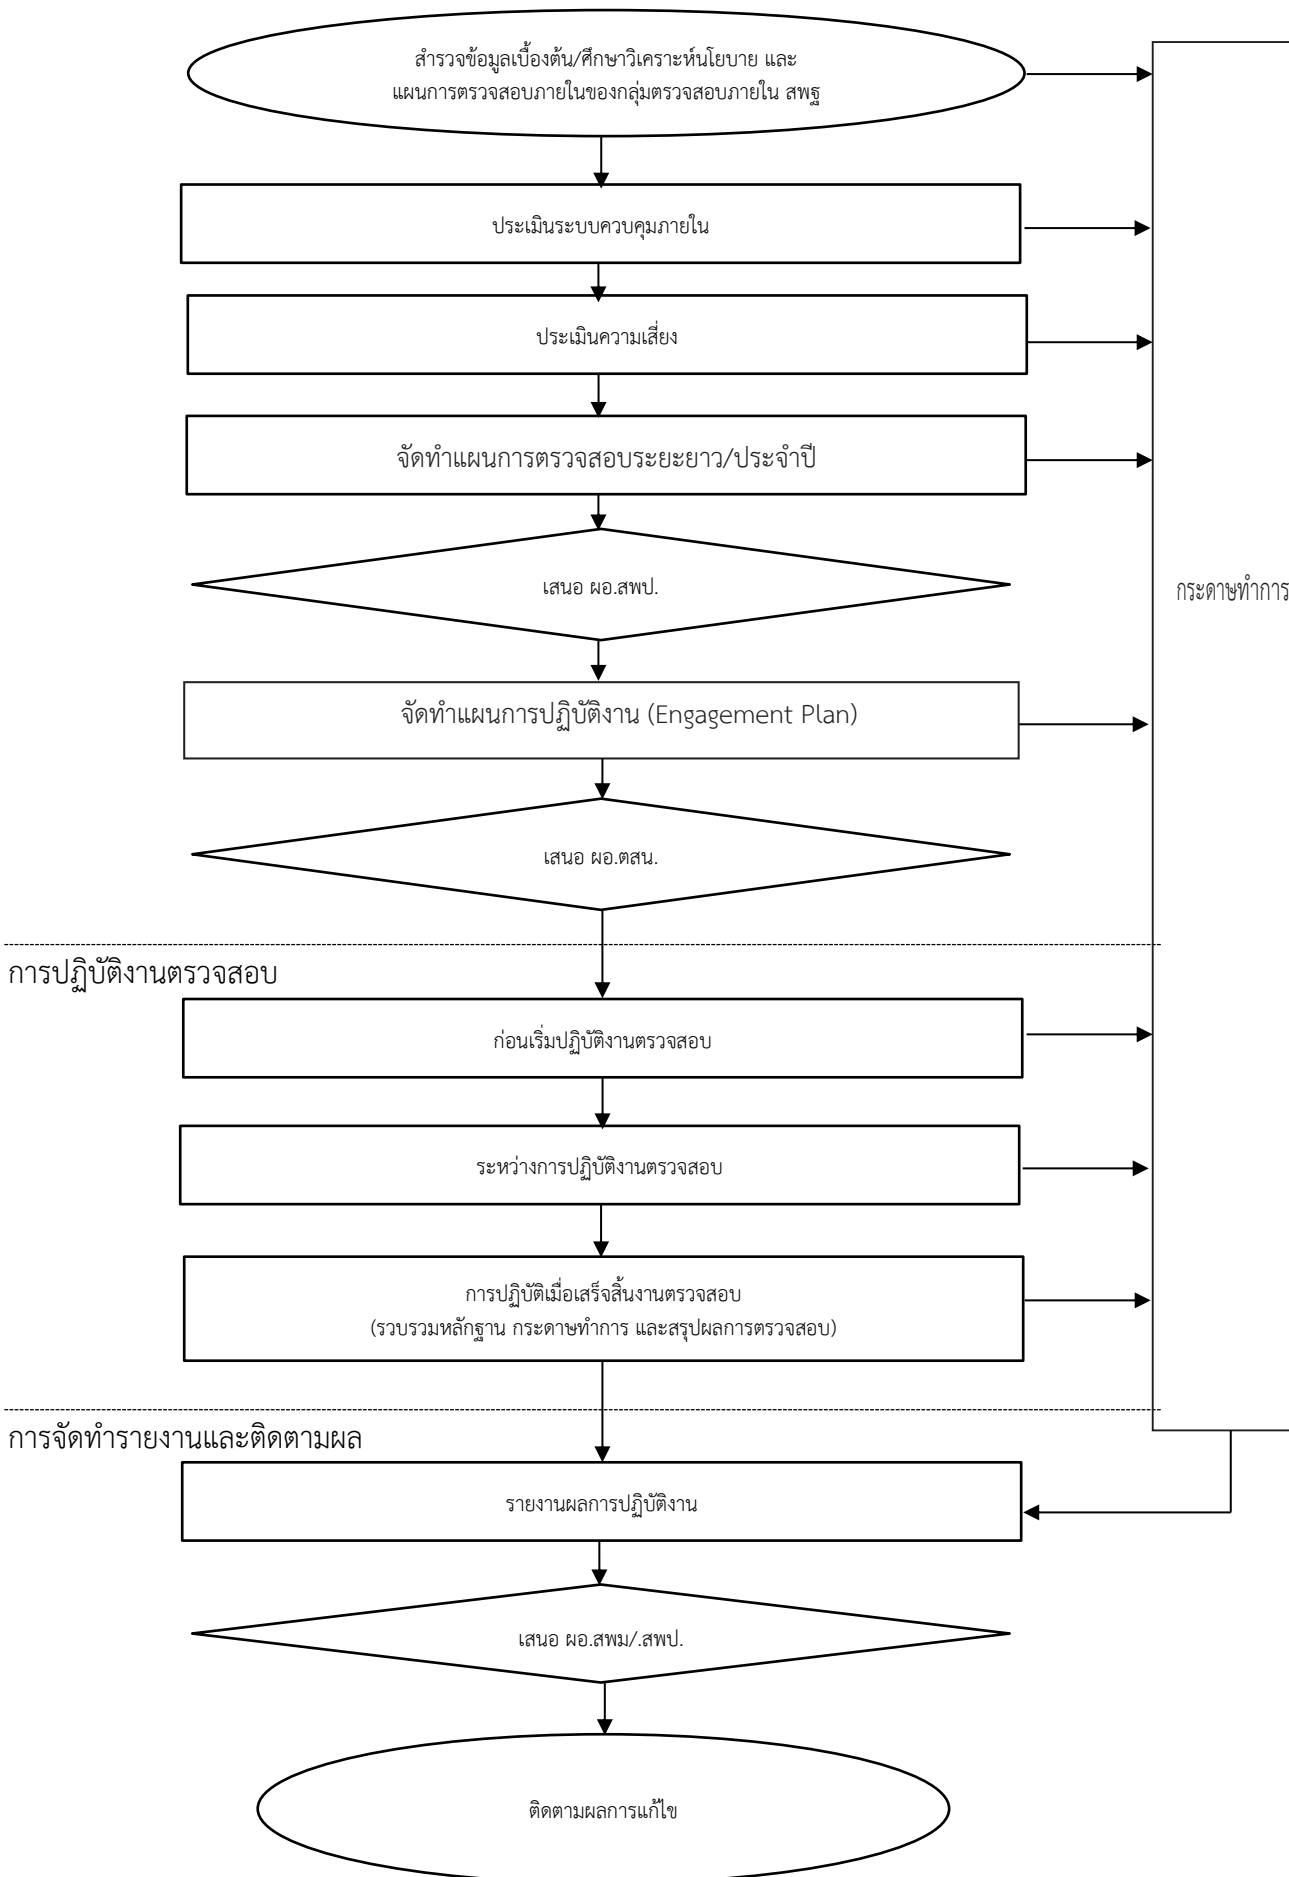 สำรวจข้อมูลเบื้องต้น/ศึกษาวิเคราะห์นโยบาย และ
แผนการตรวจสอบภายในของกลุ่มตรวจสอบภายใน สพฐ
ประเมินระบบควบคุมภายใน
ประเมินความเสี่ยง
จัดทำแผนการตรวจสอบระยะยาว/ประจำปี
เสนอ ผอ.สพป.
กระดาษทำการ
จัดทำแผนการปฏิบัติงาน (Engagement Plan)
เสนอ ผอ.ตสน.
การปฏิบัติงานตรวจสอบ
ก่อนเริ่มปฏิบัติงานตรวจสอบ
ระหว่างการปฏิบัติงานตรวจสอบ
การปฏิบัติเมื่อเสร็จสิ้นงานตรวจสอบ
(รวบรวมหลักฐาน กระดาษทำการ และสรุปผลการตรวจสอบ)
การจัดทำรายงานและติดตามผล
รายงานผลการปฏิบัติงาน
เสนอ ผอ.สพม/.สพป.
ติดตามผลการแก้ไข